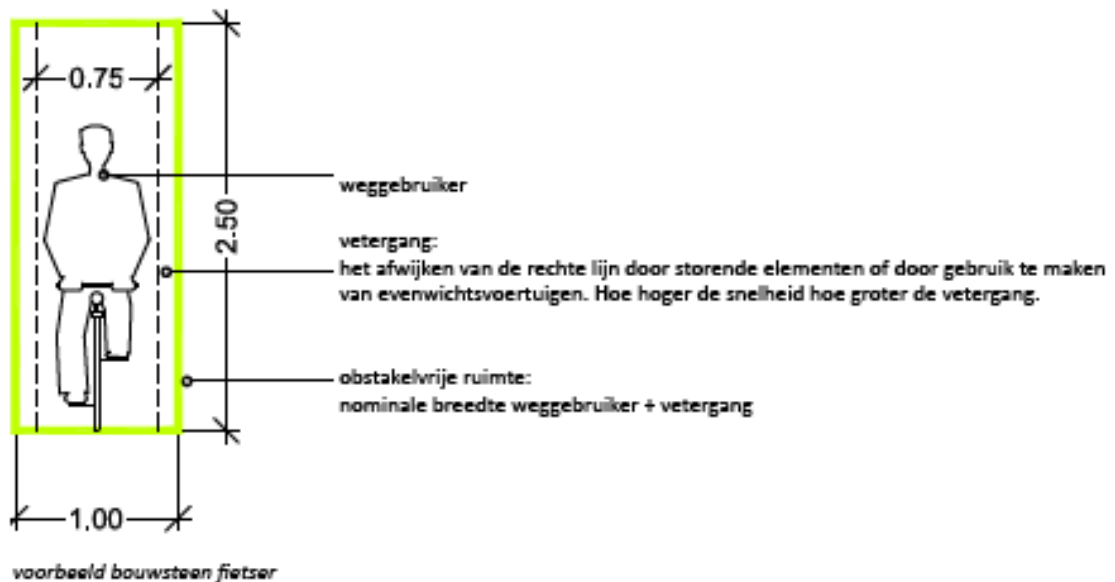 0.75
2.50
weggebruiker
vetergang:
het afwijken van de rechte lijn door storende elementen of door gebruik te maken
van evenwichtsvoertuigen. Hoe hoger de snelheid hoe groter de vetergang.
obstakelvrije ruimte:
nominale breedte weggebruiker + vetergang
1.00
voorbeeld bouwsteen fietser